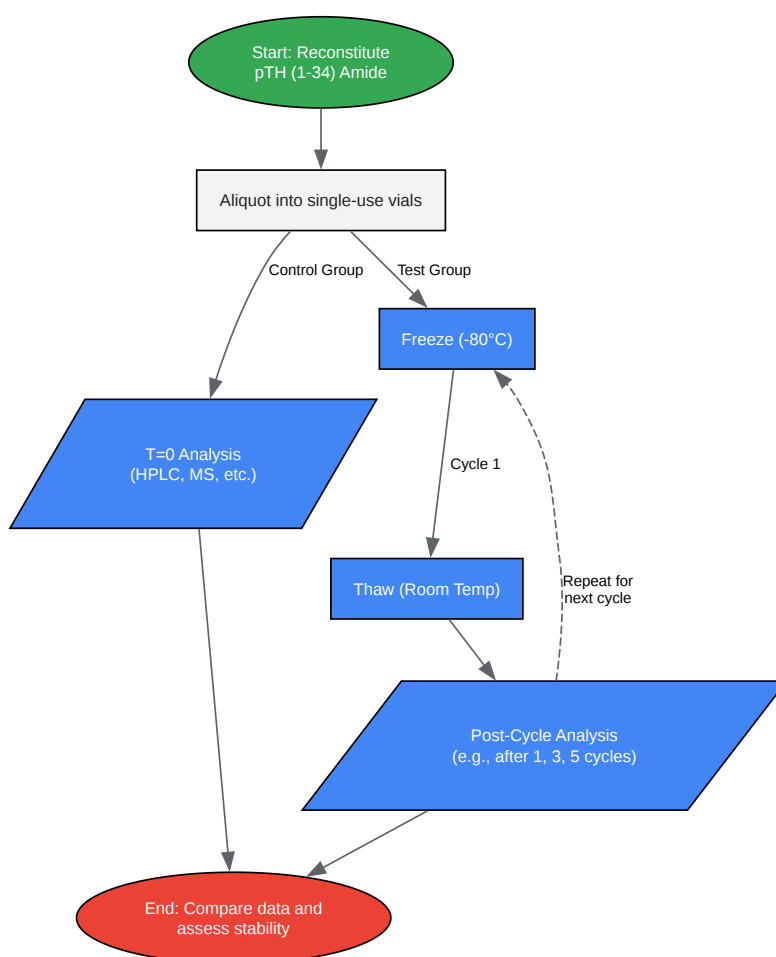 Start: Reconstitute
pTH (1-34) Amide
Aliquot into single-use vials
Control Group
Test Group
Freeze (-80°C)
T=0 Analysis
(HPLC, MS, etc.)
Cycle 1
Thaw (Room Temp)
Repeat for
next cycle
Post-Cycle Analysis
(e.g., after 1, 3, 5 cycles)
End: Compare data and
assess stability